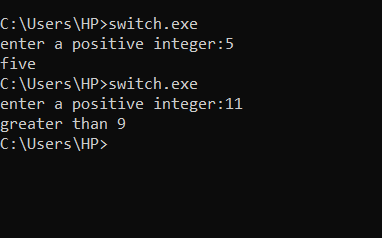 C:\Users\HP>switch.exe
enter a positive integer:5
five
C:\Users\HP>switch.exe
enter a positive integer:11
greater than 9
C:\Users\HP>